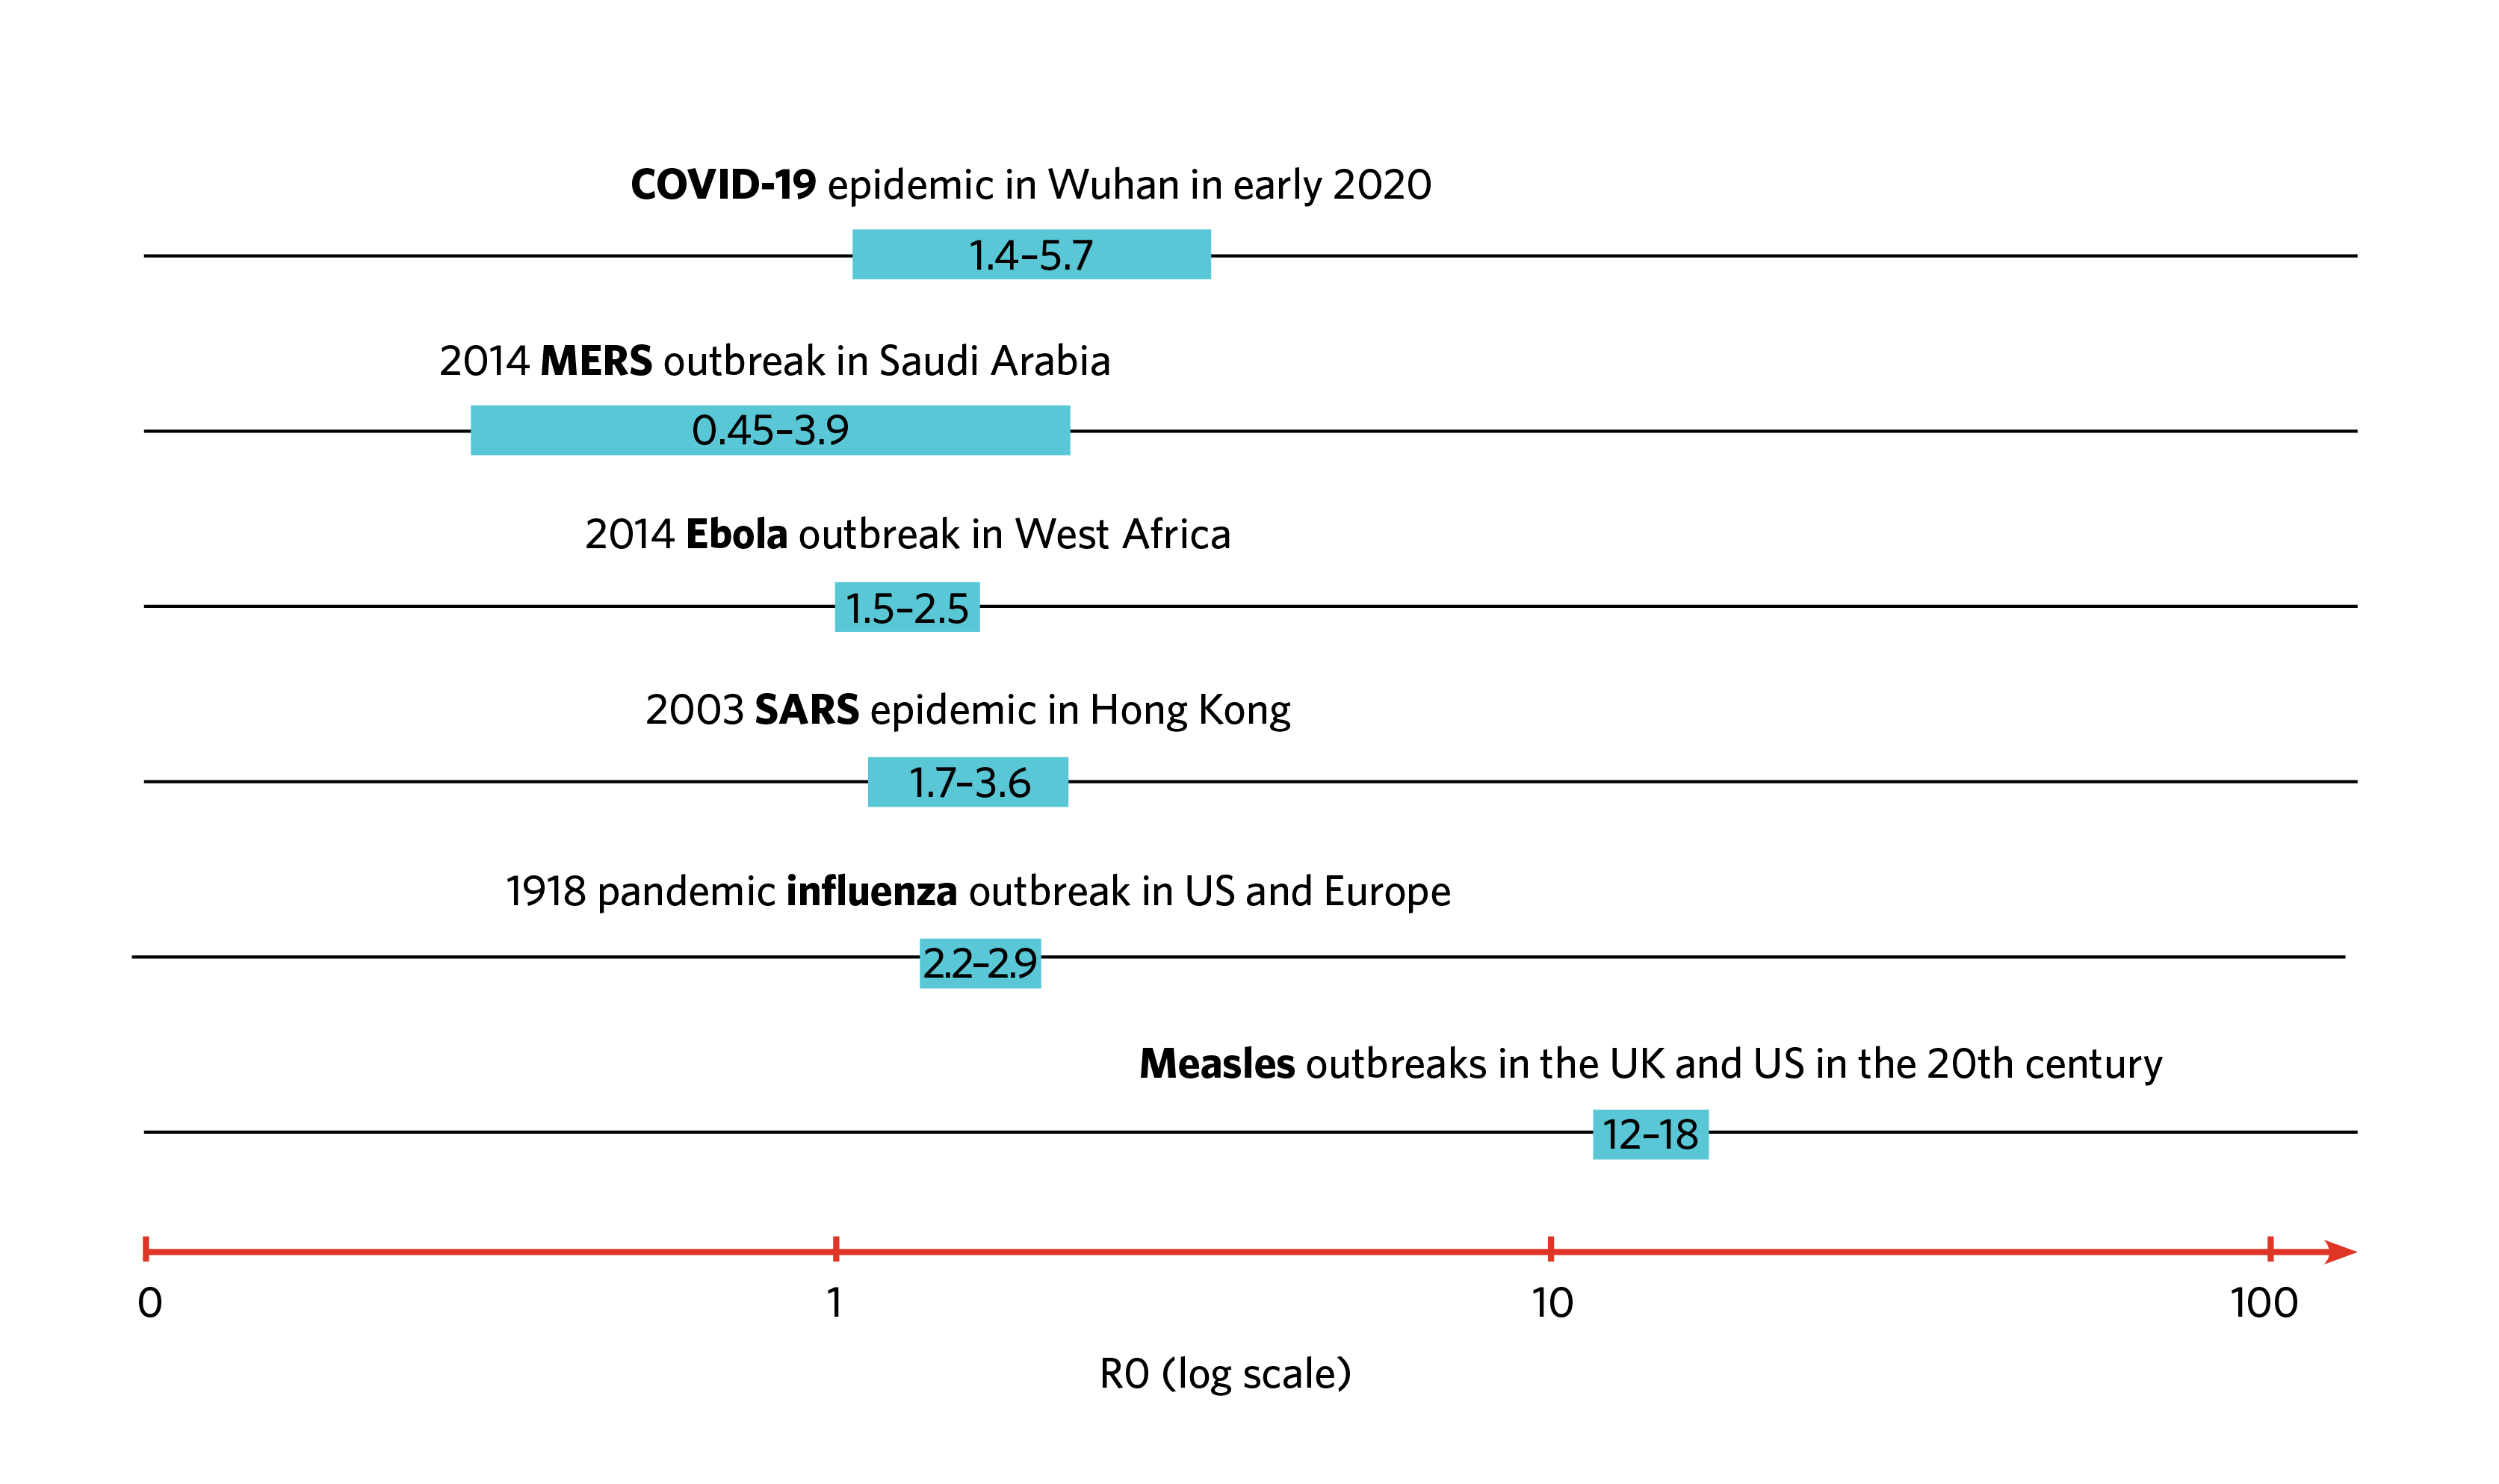 COVID-19 epidemic in Wuhan in early 2020
1.4–5.7
2014 MERS outbreak in Saudi Arabia
0.45–3.9
2014 Ebola outbreak in West Africa
1.5–2.5
2003 SARS epidemic in Hong Kong
1.7–3.6
1918 pandemic influenza outbreak in US and Europe
2.2–2.9
Measles outbreaks in the UK and US in the 20th century
12–18
0 1 10 100
R0 (log scale)